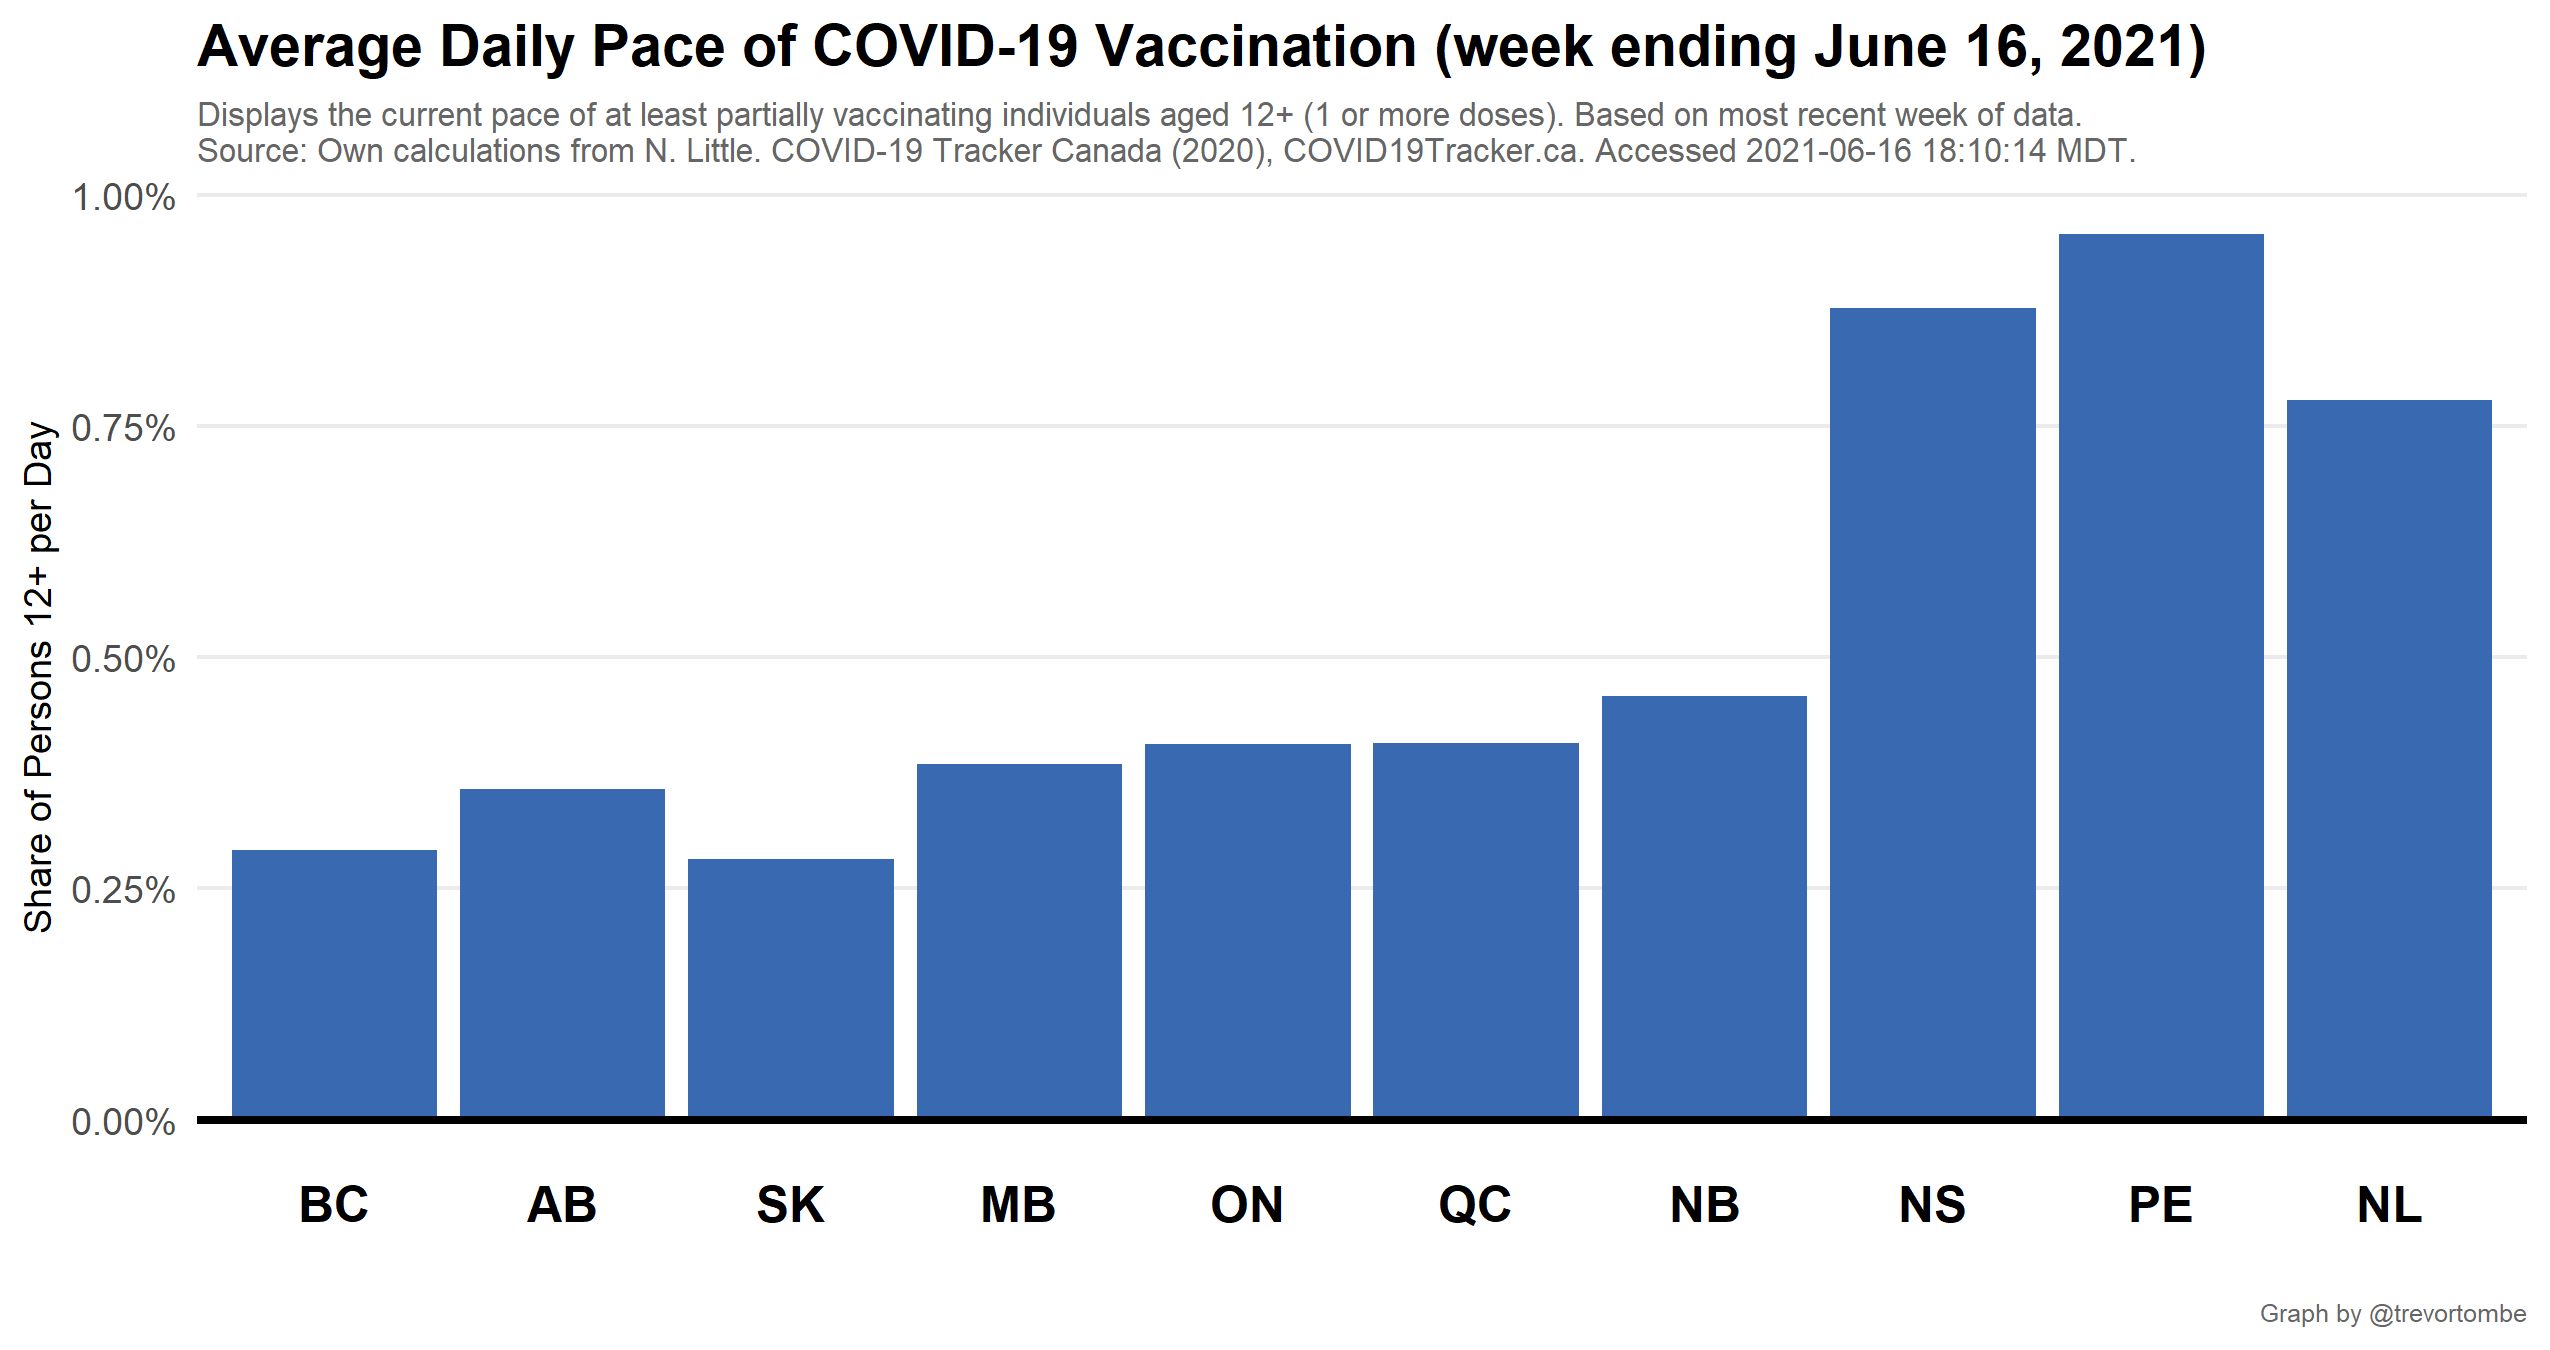 Average Daily Pace of COVID-19 Vaccination (week ending June 16, 2021)
Displays the current pace of at least partially vaccinating individuals aged 12+ (1 or more doses). Based on most recent week of data.
Source: Own calculations from N. Little. COVID-19 Tracker Canada (2020), COVID19Tracker.ca. Accessed 2021-06-16 18:10:14 MDT.
Share of Persons 12+ per Day
1.00%
0.75%
0.50%
0.25%
0.00%
BC AB SK MB ON QC NB NS PE NL
Graph by @trevortombe